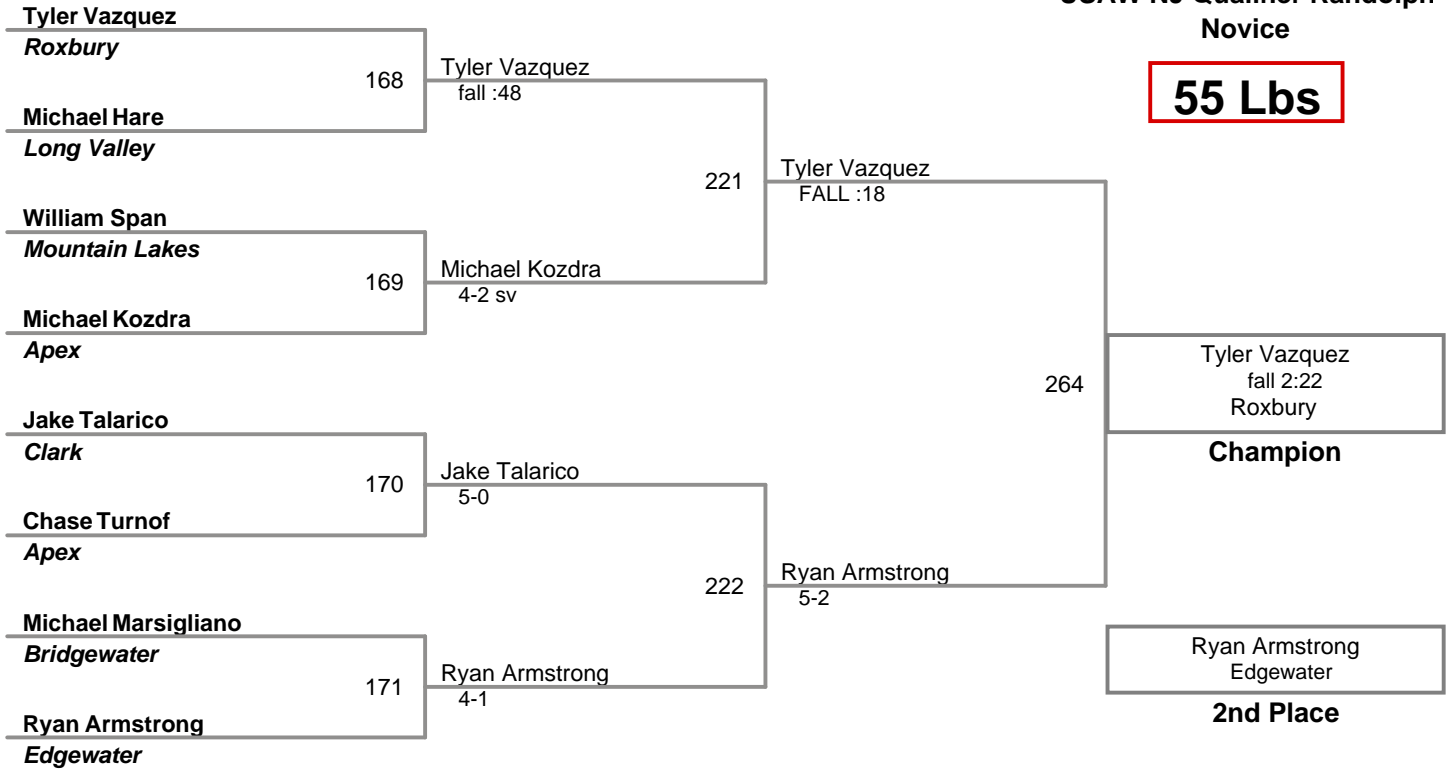 Qualifier Randolph
Novice
55 Lbs
Tyler Vazquez
Roxbury
168
Michael Hare
Long Valley
Tyler Vazquez
fall :48
William Span
Mountain Lakes
169
Michael Kozdra
Apex
Michael Kozdra
4-2 sv
221
Tyler Vazquez
FALL :18
Jake Talarico
Clark
170
Chase Turnof
Apex
Jake Talarico
5-0
Michael Marsigliano
Bridgewater
171
Ryan Armstrong
Edgewater
Ryan Armstrong
4-1
222
Ryan Armstrong
5-2
264
Tyler Vazquez
fall 2:22
Roxbury
Champion
Ryan Armstrong
Edgewater
2nd Place